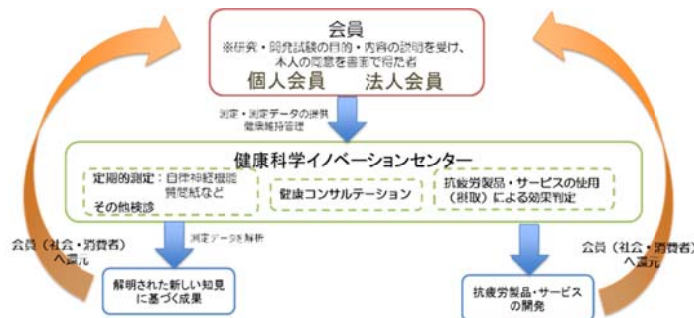 会員
※研究・開発試験の目的・内容の説明を受け、
本人の同意を書面で得た者
個人会員 法人会員
測定・測定データの提供
健康維持管理
健康科学イノベーションセンター
定期的測定：自律神経機能
質問紙など
その他検診
健康コンサルテーション
抗疲労製品・サービスの使用
（摂取）による効果判定
会員（社会・消費者）
へ還元
測定データを解析
会員（社会・消費者）
へ還元
解明された新しい知見
に基づく成果
抗疲労製品・サービス
の開発